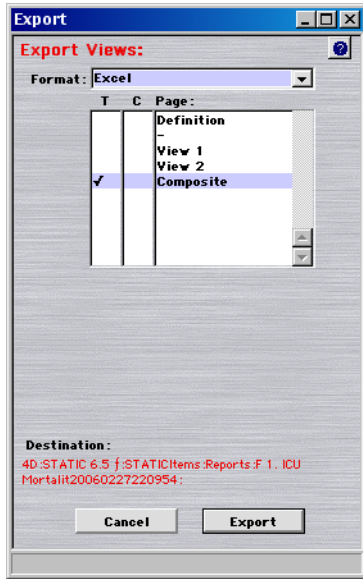 Export
Export Views:
?
Format: Excel
T C Page:
Definition
-
View 1
View 2
✓ Composite
Destination:
4D:STATIC 6.5 ƒ:STATICItems:Reports:F 1. ICU
Mortalit20060227220954:
Cancel Export